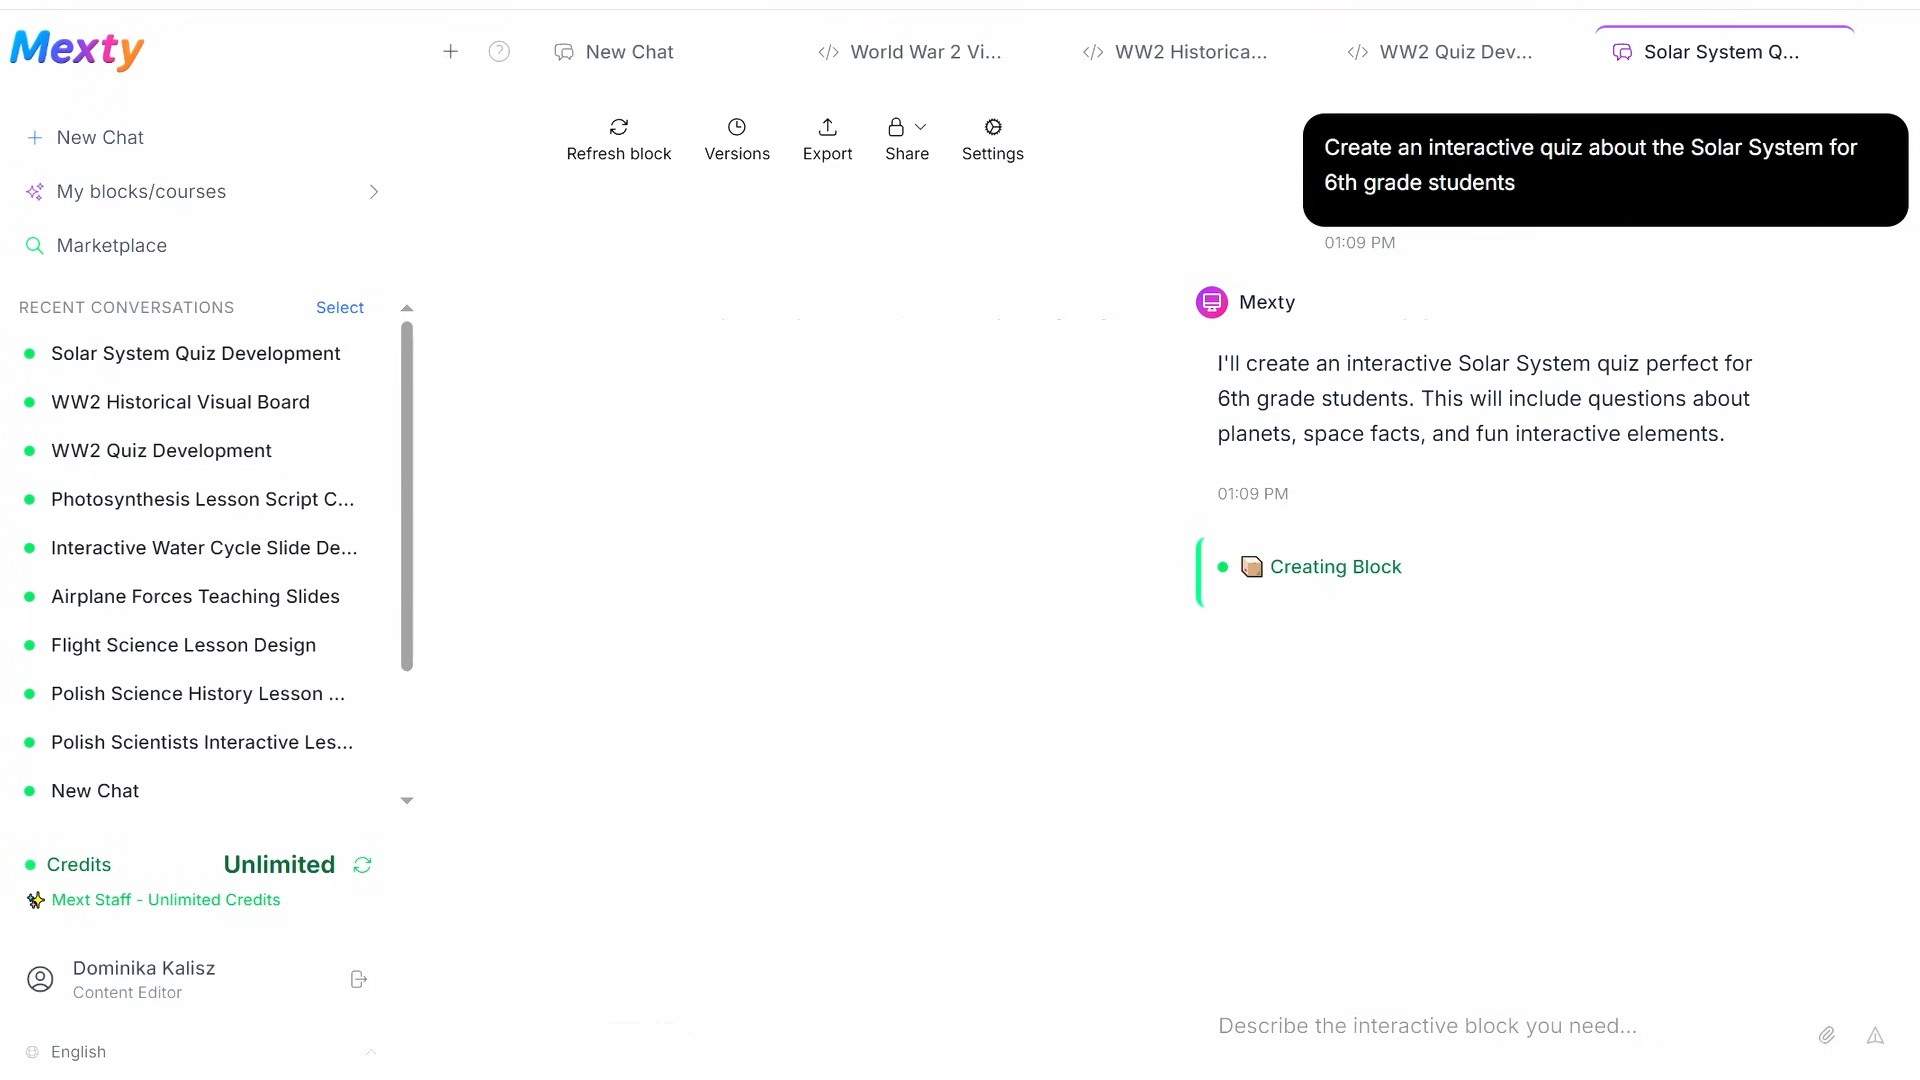 Mexty
New Chat
World War 2 Vi...
WW2 Historica...
WW2 Quiz Dev...
Solar System Q...
New Chat
My blocks/courses
Marketplace
RECENT CONVERSATIONS
Select
Solar System Quiz Development
WW2 Historical Visual Board
WW2 Quiz Development
Photosynthesis Lesson Script C...
Interactive Water Cycle Slide De...
Airplane Forces Teaching Slides
Flight Science Lesson Design
Polish Science History Lesson ...
Polish Scientists Interactive Les...
New Chat
Credits
Unlimited
Mext Staff - Unlimited Credits
Dominika Kalisz
Content Editor
English
Refresh block
Versions
Export
Share
Settings
Create an interactive quiz about the Solar System for
6th grade students
01:09 PM
Mexty
I'll create an interactive Solar System quiz perfect for
6th grade students. This will include questions about
planets, space facts, and fun interactive elements.
01:09 PM
Creating Block
Describe the interactive block you need...